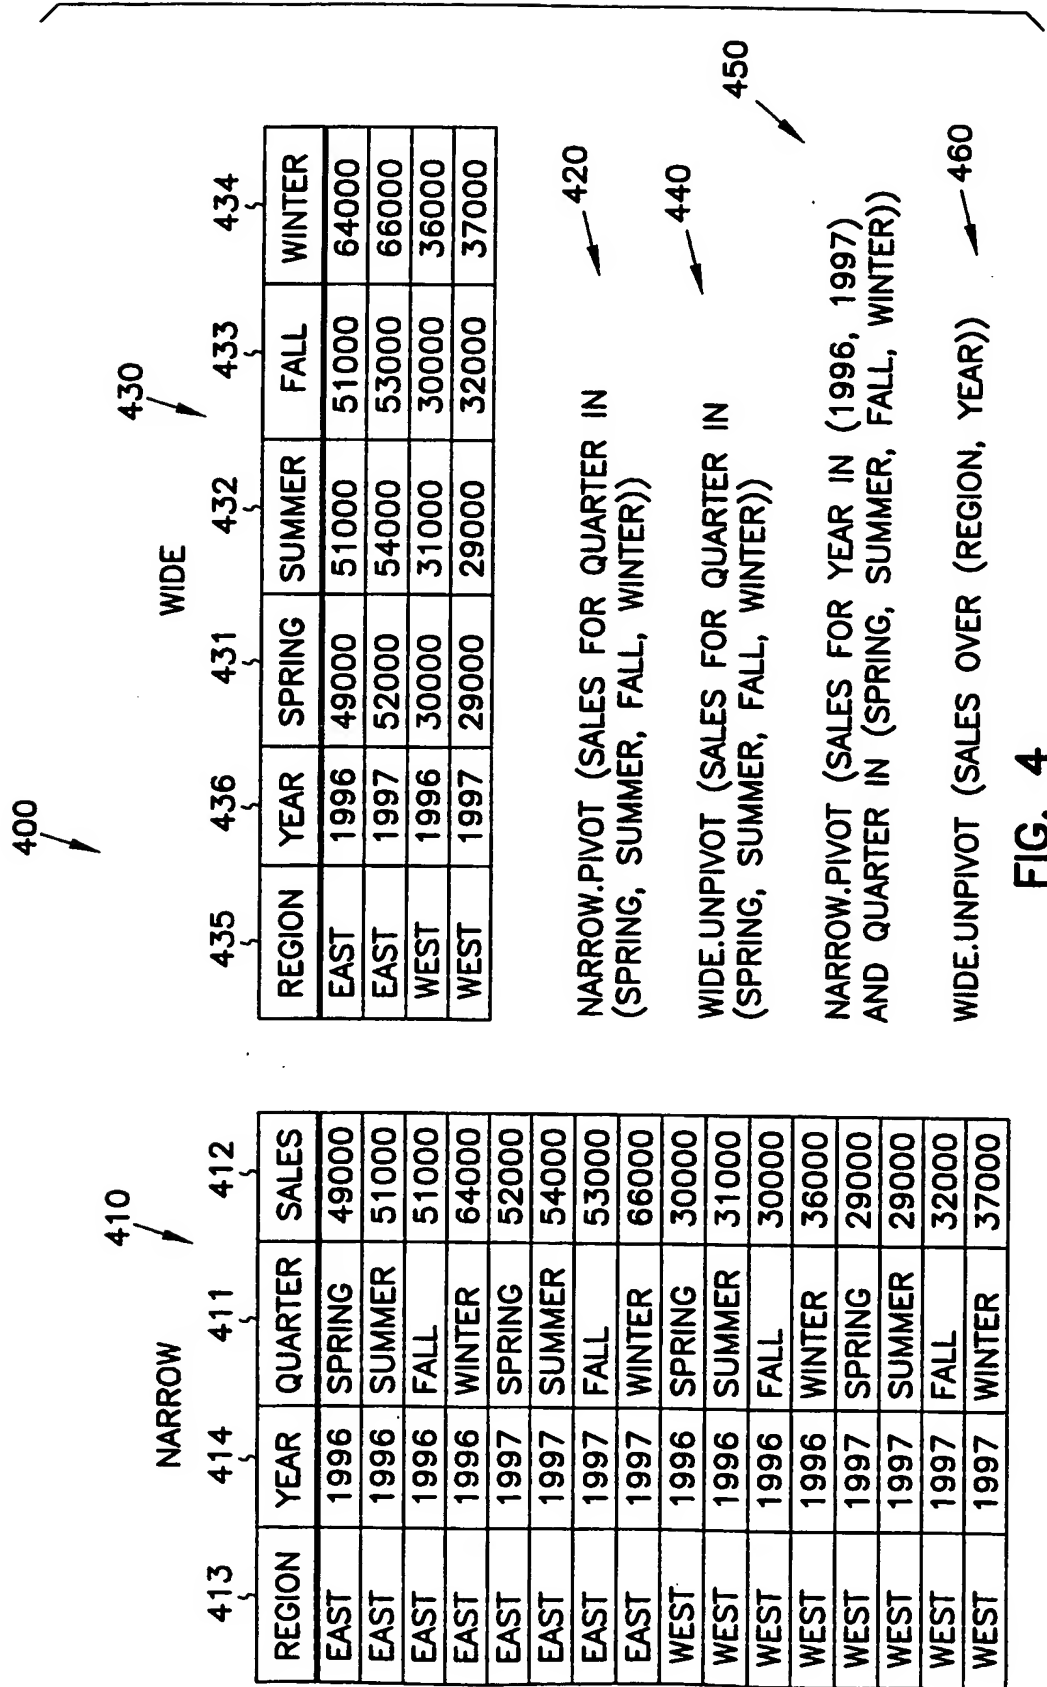 400
NARROW
410
413 414 411 412
REGION YEAR QUARTER SALES
EAST 1996 SPRING 49000
EAST 1996 SUMMER 51000
EAST 1996 FALL 51000
EAST 1996 WINTER 64000
EAST 1997 SPRING 52000
EAST 1997 SUMMER 54000
EAST 1997 FALL 53000
EAST 1997 WINTER 66000
WEST 1996 SPRING 30000
WEST 1996 SUMMER 31000
WEST 1996 FALL 30000
WEST 1996 WINTER 36000
WEST 1997 SPRING 29000
WEST 1997 SUMMER 29000
WEST 1997 FALL 32000
WEST 1997 WINTER 37000
WIDE
430
435 436 431 432 433 434
REGION YEAR SPRING SUMMER FALL WINTER
EAST 1996 49000 51000 51000 64000
EAST 1997 52000 54000 53000 66000
WEST 1996 30000 31000 30000 36000
WEST 1997 29000 29000 32000 37000
NARROW.PIVOT (SALES FOR QUARTER IN
(SPRING, SUMMER, FALL, WINTER))
420
WIDE.UNPIVOT (SALES FOR QUARTER IN
(SPRING, SUMMER, FALL, WINTER))
440
NARROW.PIVOT (SALES FOR YEAR IN (1996, 1997)
AND QUARTER IN (SPRING, SUMMER, FALL, WINTER))
450
WIDE.UNPIVOT (SALES OVER (REGION, YEAR))
460
FIG. 4